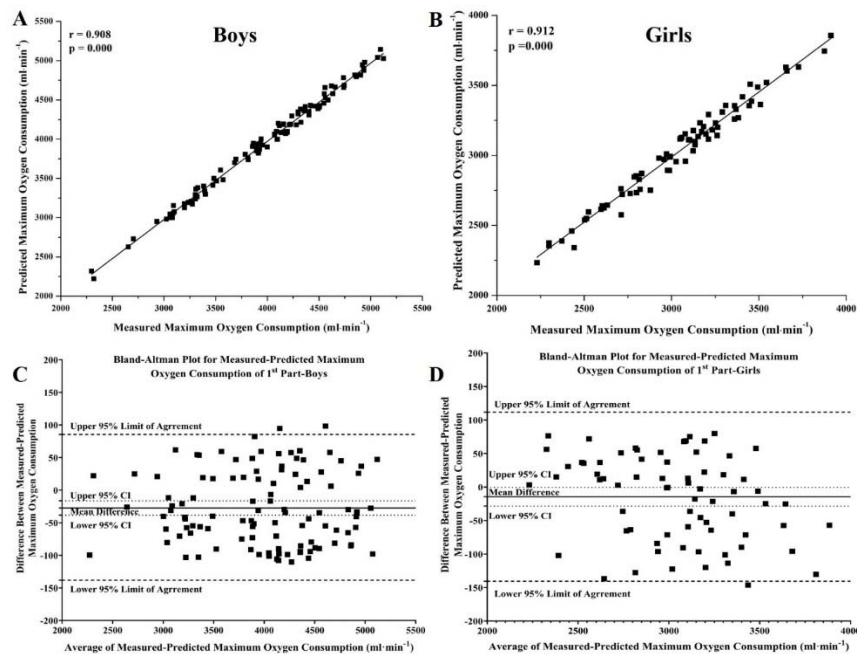 A
Boys
r = 0.908
p = 0.000
Predicted Maximum Oxygen Consumption (ml·min⁻¹)
5500
5000
4500
4000
3500
3000
2500
2000
2000 2500 3000 3500 4000 4500 5000 5500
Measured Maximum Oxygen Consumption (ml·min⁻¹)
B
Girls
r = 0.912
p =0.000
Predicted Maximum Oxygen Consumption (ml·min⁻¹)
4000
3500
3000
2500
2000
2000 2500 3000 3500 4000
Measured Maximum Oxygen Consumption (ml·min⁻¹)
C
Bland-Altman Plot for Measured-Predicted Maximum
Oxygen Consumption of 1st Part-Boys
Difference Between Measured-Predicted
Maximum Oxygen Consumption
200
150
100
50
0
-50
-100
-150
-200
Upper 95% Limit of Agrrement
Upper 95% CI
Mean Difference
Lower 95% CI
Lower 95% Limit of Agrrement
2000 2500 3000 3500 4000 4500 5000 5500
Average of Measured-Predicted Maximum Oxygen Consumption (ml·min⁻¹)
D
Bland-Altman Plot for Measured-Predicted Maximum
Oxygen Consumption of 1st Part-Girls
Difference Between Measured-Predicted
Maximum Oxygen Consumption
200
150
100
50
0
-50
-100
-150
-200
Upper 95% Limit of Agrrement
Upper 95% CI
Mean Difference
Lower 95% CI
Lower 95% Limit of Agrrement
2000 2500 3000 3500 4000
Average of Measured-Predicted Maximum Oxygen Consumption (ml·min⁻¹)